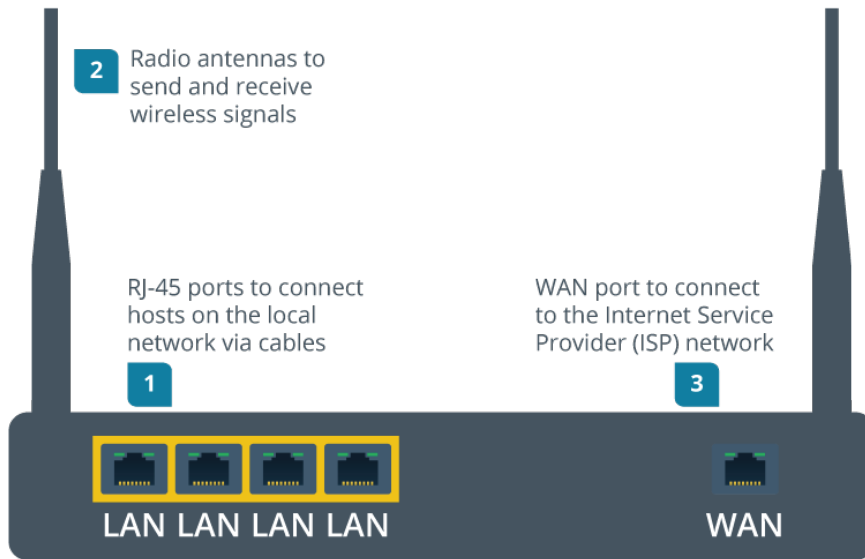 2
Radio antennas to
send and receive
wireless signals
RJ-45 ports to connect
hosts on the local
network via cables
1
WAN port to connect
to the Internet Service
Provider (ISP) network
3
LAN LAN LAN LAN
WAN